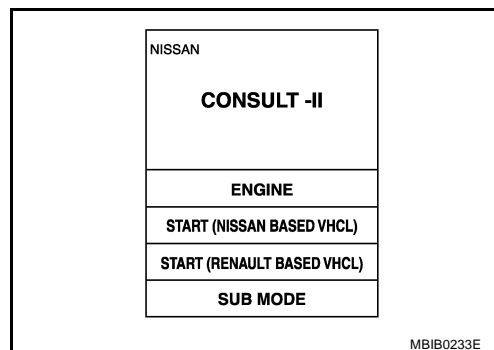 NISSAN
CONSULT -II
ENGINE
START (NISSAN BASED VHCL)
START (RENAULT BASED VHCL)
SUB MODE
MBIB0233E